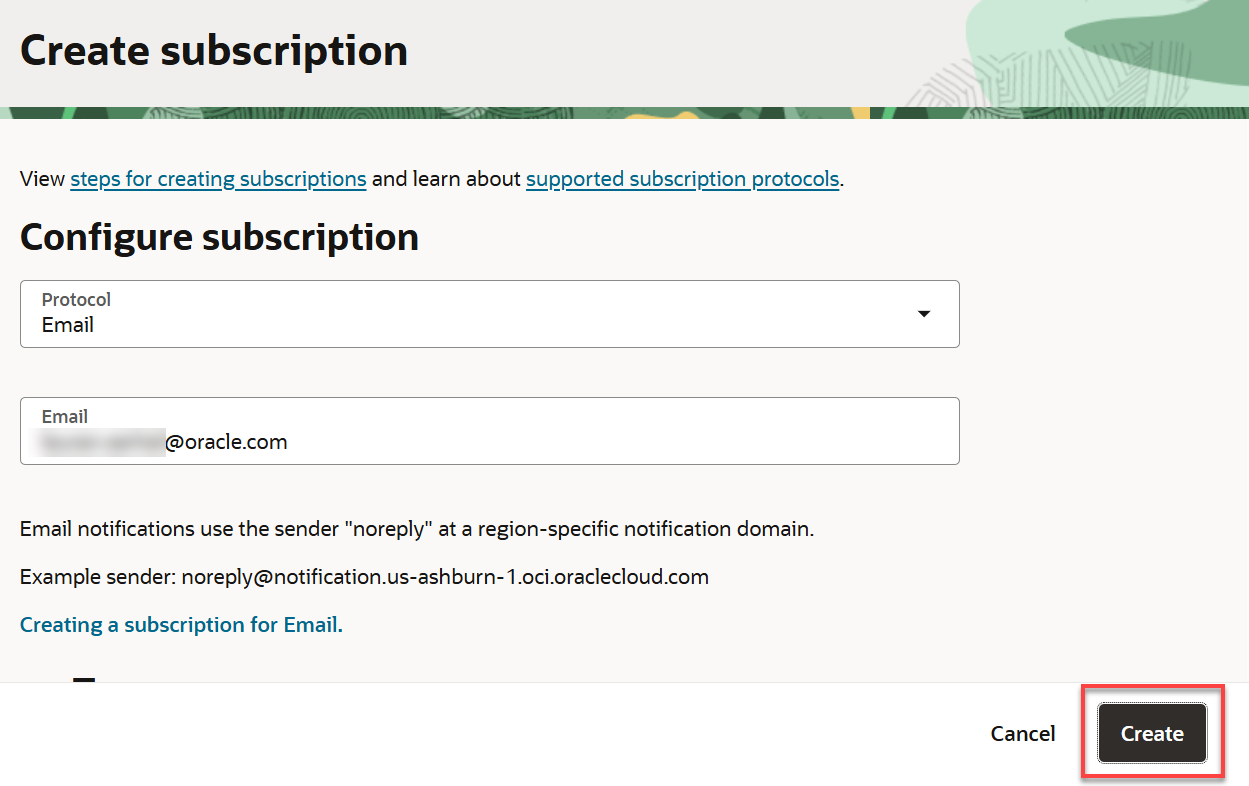 Create subscription
View steps for creating subscriptions and learn about supported subscription protocols.
Configure subscription
Protocol
Email
Email
@oracle.com
Email notifications use the sender "noreply" at a region-specific notification domain.
Example sender: noreply@notification.us-ashburn-1.oci.oraclecloud.com
Creating a subscription for Email.
Cancel
Create